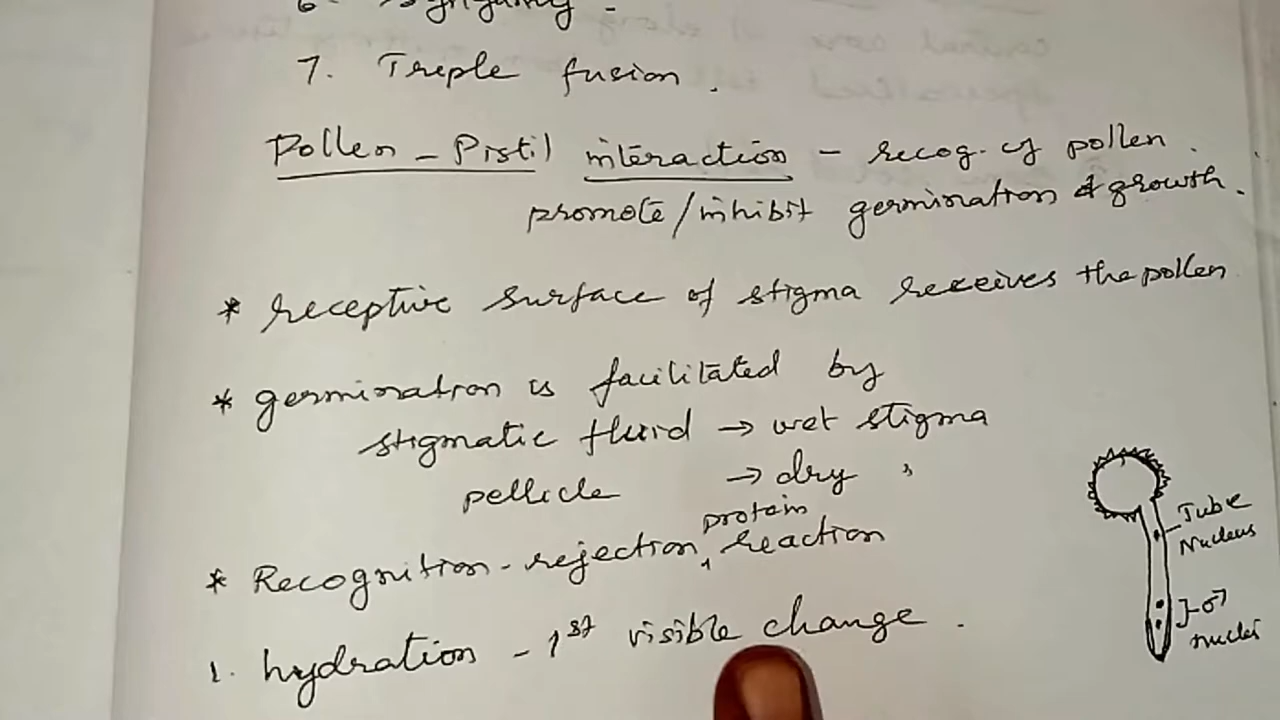 6. Syngamy.
7. Triple fusion.
Pollen - Pistil interaction - recog. of pollen.
promote/inhibit germination & growth.
* receptive surface of stigma receives the pollen
* germination is facilitated by
stigmatic fluid → wet stigma
pellicle → dry "
* Recognition-rejection protein reaction
1. hydration - 1st visible change.
Tube
Nucleus
♂
nuclei